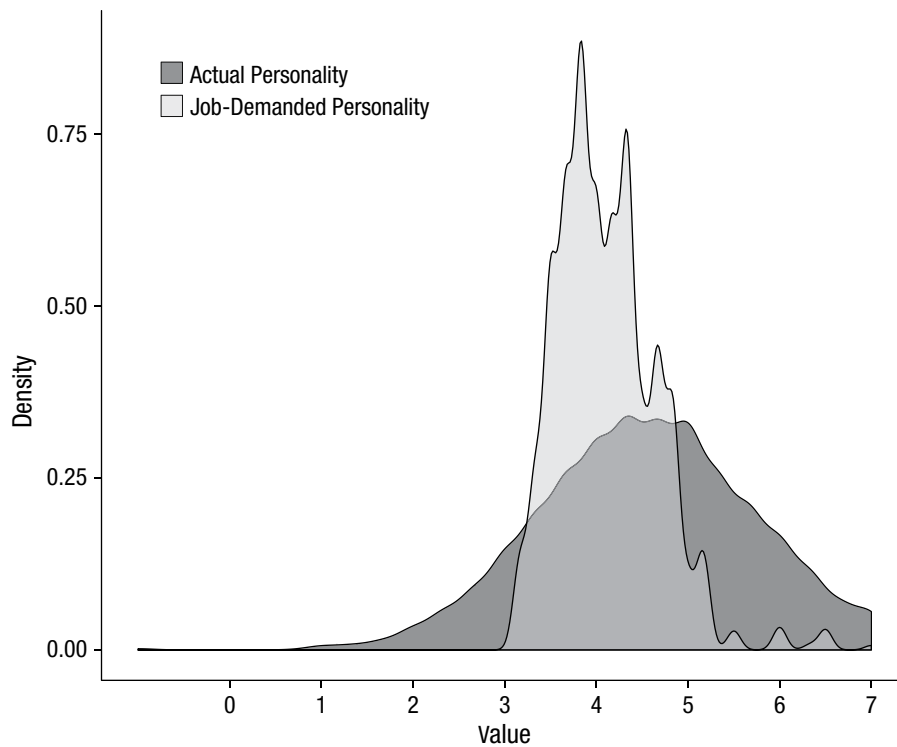 Actual Personality
Job-Demanded Personality
0.75
0.50
0.25
0.00
Density
0 1 2 3 4 5 6 7
Value